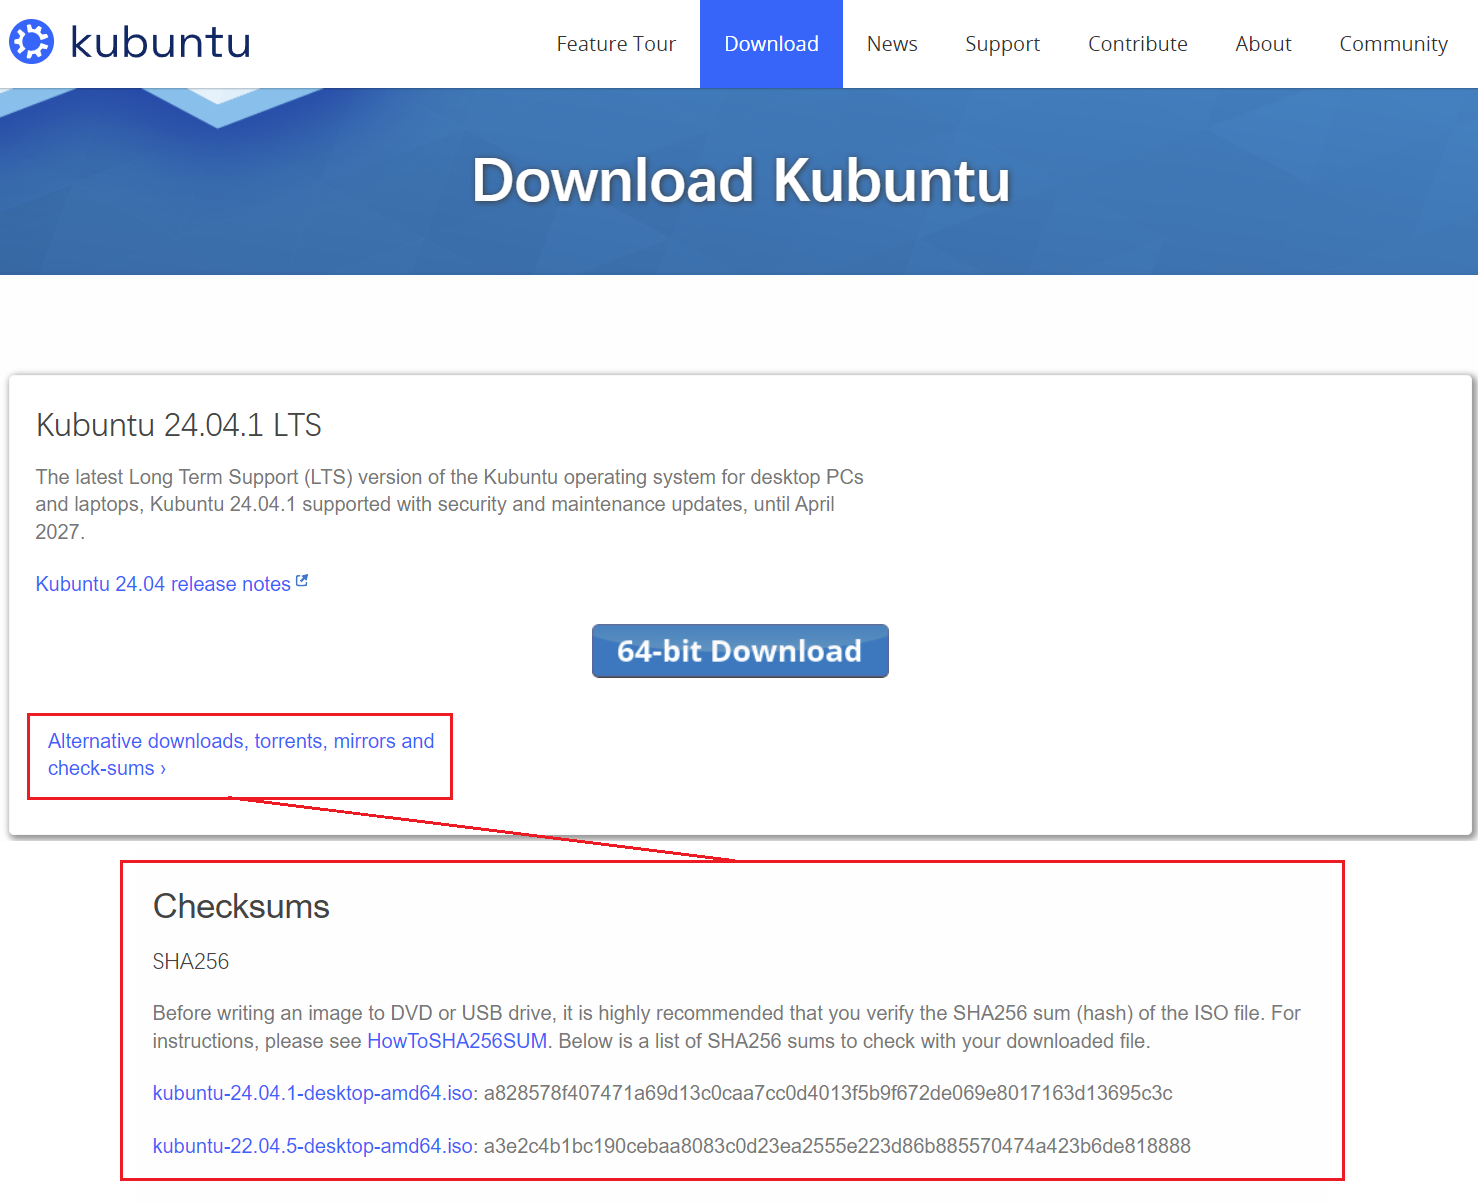 kubuntu
Feature Tour
Download
News
Support
Contribute
About
Community
Download Kubuntu
Kubuntu 24.04.1 LTS
The latest Long Term Support (LTS) version of the Kubuntu operating system for desktop PCs
and laptops, Kubuntu 24.04.1 supported with security and maintenance updates, until April
2027.
Kubuntu 24.04 release notes
64-bit Download
Alternative downloads, torrents, mirrors and
check-sums ›
Checksums
SHA256
Before writing an image to DVD or USB drive, it is highly recommended that you verify the SHA256 sum (hash) of the ISO file. For
instructions, please see HowToSHA256SUM. Below is a list of SHA256 sums to check with your downloaded file.
kubuntu-24.04.1-desktop-amd64.iso: a828578f407471a69d13c0caa7cc0d4013f5b9f672de069e8017163d13695c3c
kubuntu-22.04.5-desktop-amd64.iso: a3e2c4b1bc190cebaa8083c0d23ea2555e223d86b885570474a423b6de818888